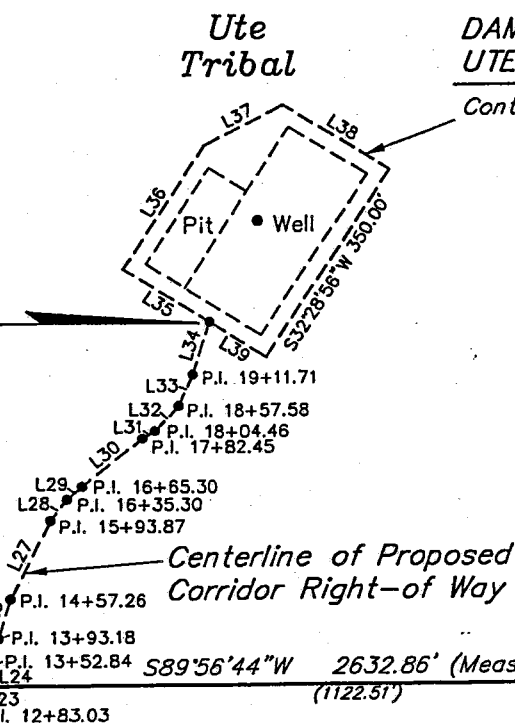 Ute
Tribal
DAM
UTE
Cont
L37
L38
L36
Pit
Well
S32°28'56"W 350.00'
L35
L39
L34
P.I. 19+11.71
L33
P.I. 18+57.58
L32
P.I. 18+04.46
L31
P.I. 17+82.45
L30
P.I. 16+65.30
L29
P.I. 16+35.30
L28
P.I. 15+93.87
L27
Centerline of Proposed
Corridor Right-of Way
P.I. 14+57.26
P.I. 13+93.18
P.I. 13+52.84
S89°56'44"W 2632.86' (Meas
L24
(1122.51')
23
I. 12+83.03